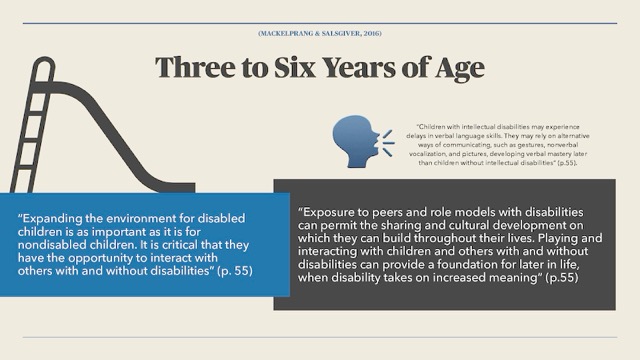 (MACKELPRANG & SALSGIVER, 2016)
Three to Six Years of Age
"Children with intellectual disabilities may experience
delays in verbal language skills. They may rely on alternative
ways of communicating, such as gestures, nonverbal
vocalization, and pictures, developing verbal mastery later
than children without intellectual disabilities" (p.55).
"Expanding the environment for disabled
children is as important as it is for
nondisabled children. It is critical that they
have the opportunity to interact with
others with and without disabilities" (p. 55)
"Exposure to peers and role models with disabilities
can permit the sharing and cultural development on
which they can build throughout their lives. Playing and
interacting with children and others with and without
disabilities can provide a foundation for later in life,
when disability takes on increased meaning" (p.55)